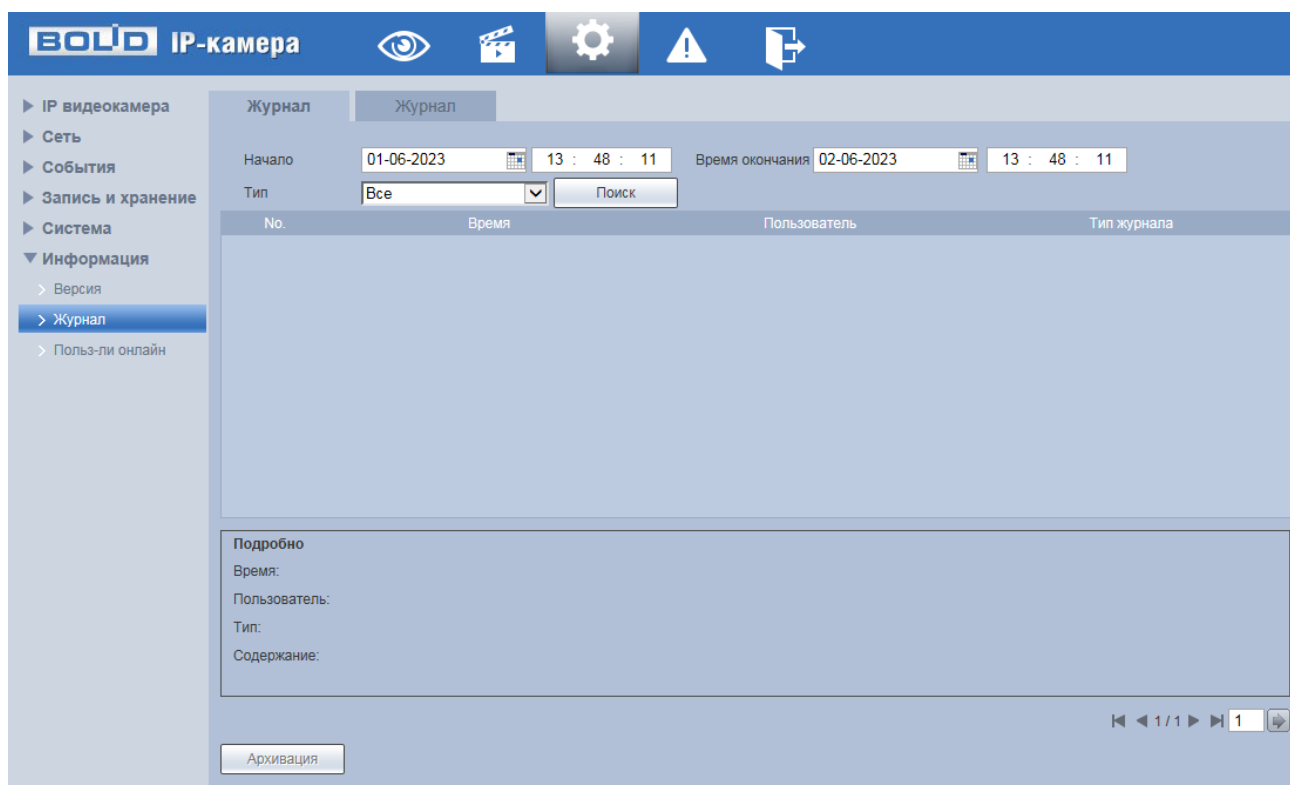 BOLID IP-камера
IP видеокамера
Сеть
События
Запись и хранение
Система
Информация
Версия
Журнал
Польз-ли онлайн
Журнал Журнал
Начало 01-06-2023 13 : 48 : 11 Время окончания 02-06-2023 13 : 48 : 11
Тип Все Поиск
No. Время Пользователь Тип журнала
Подробно
Время:
Пользователь:
Тип:
Содержание:
1 / 1 1
Архивация